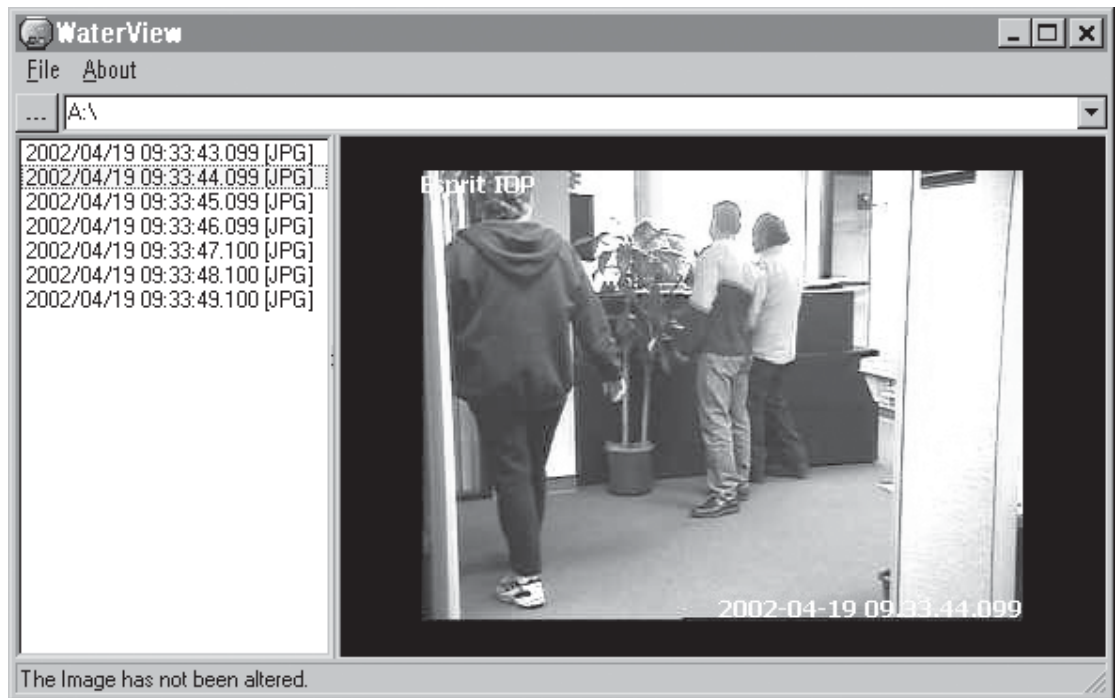 WaterView
File About
... A:\
2002/04/19 09:33:43.099 [JPG]
2002/04/19 09:33:44.099 [JPG]
2002/04/19 09:33:45.099 [JPG]
2002/04/19 09:33:46.099 [JPG]
2002/04/19 09:33:47.100 [JPG]
2002/04/19 09:33:48.100 [JPG]
2002/04/19 09:33:49.100 [JPG]
Esprit IOP
2002-04-19 09.33.44.099
The Image has not been altered.